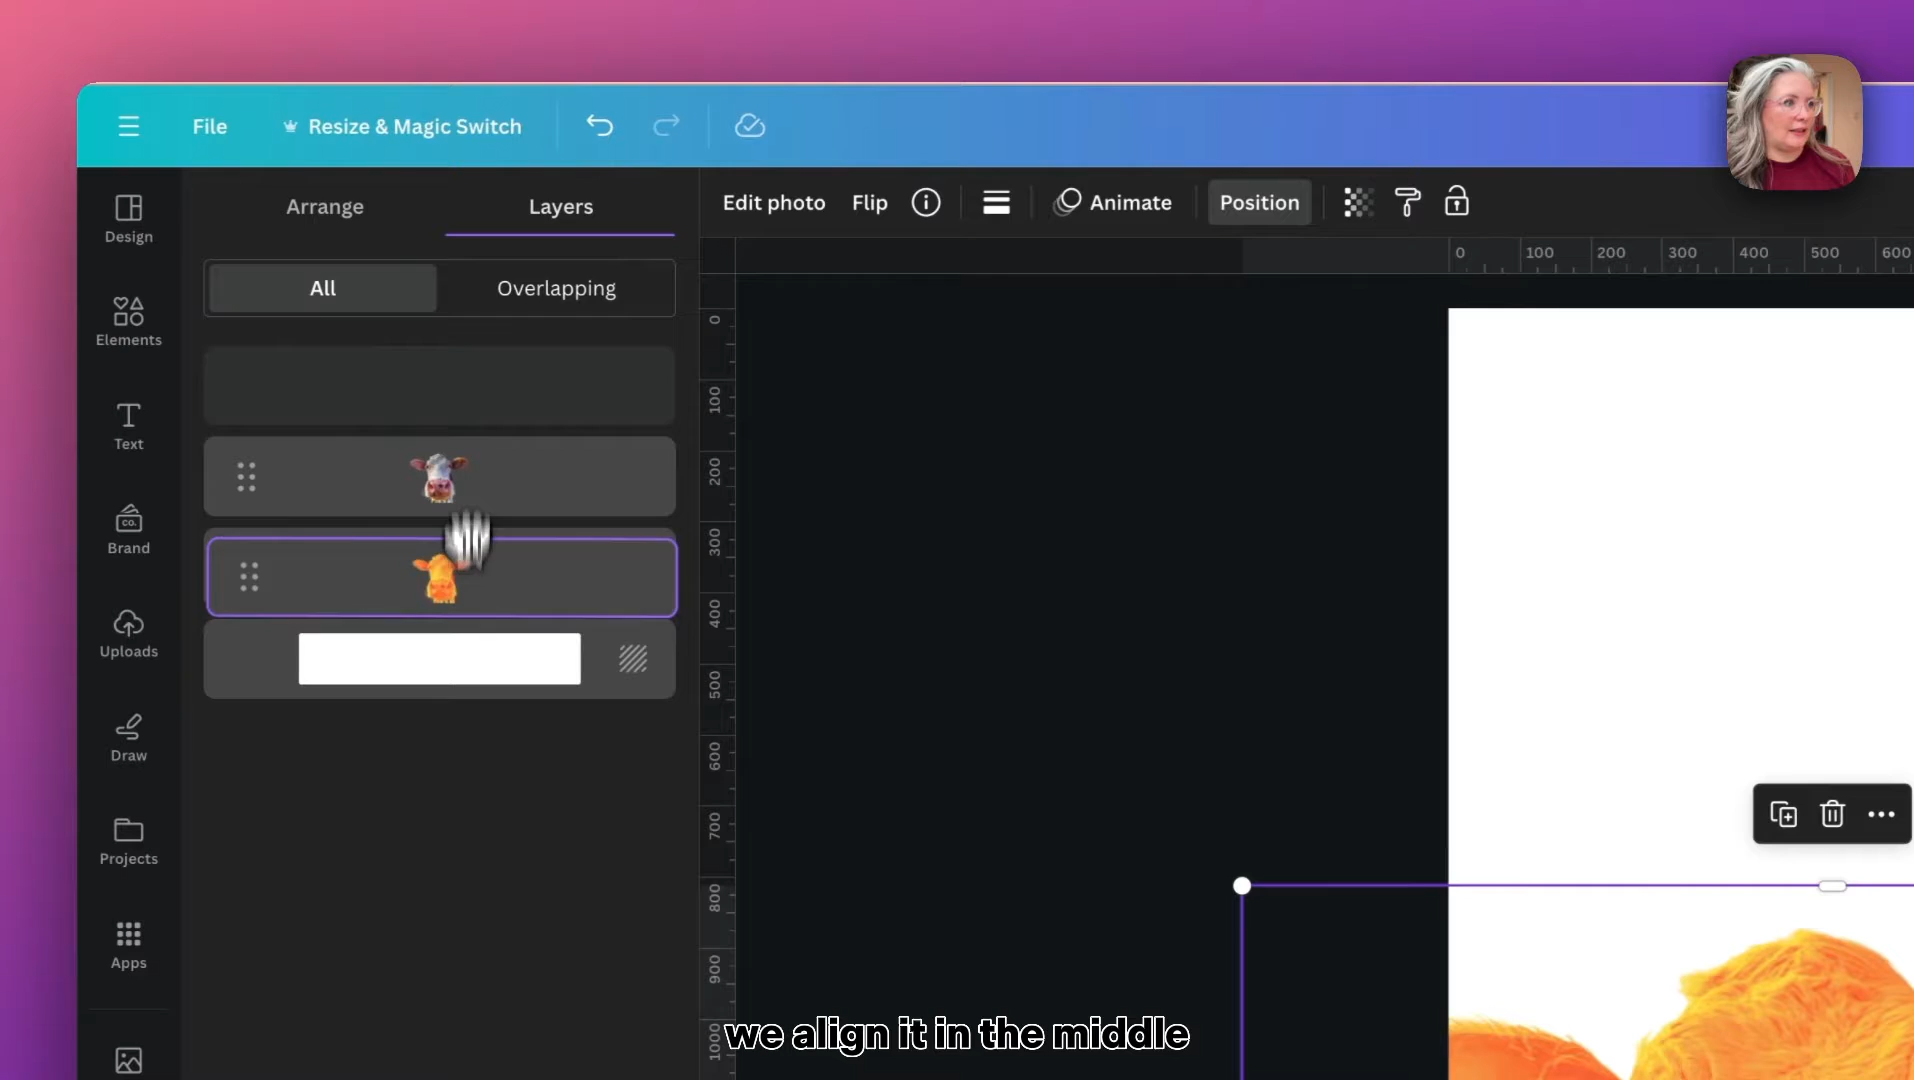 File
Resize & Magic Switch
Arrange
Layers
Edit photo
Flip
Animate
Position
All
Overlapping
Design
Elements
Text
CO.
Brand
Uploads
Draw
Projects
Apps
0 100 200 300 400 500 600
0
100
200
300
400
500
600
700
800
900
1000
we align it in the middle